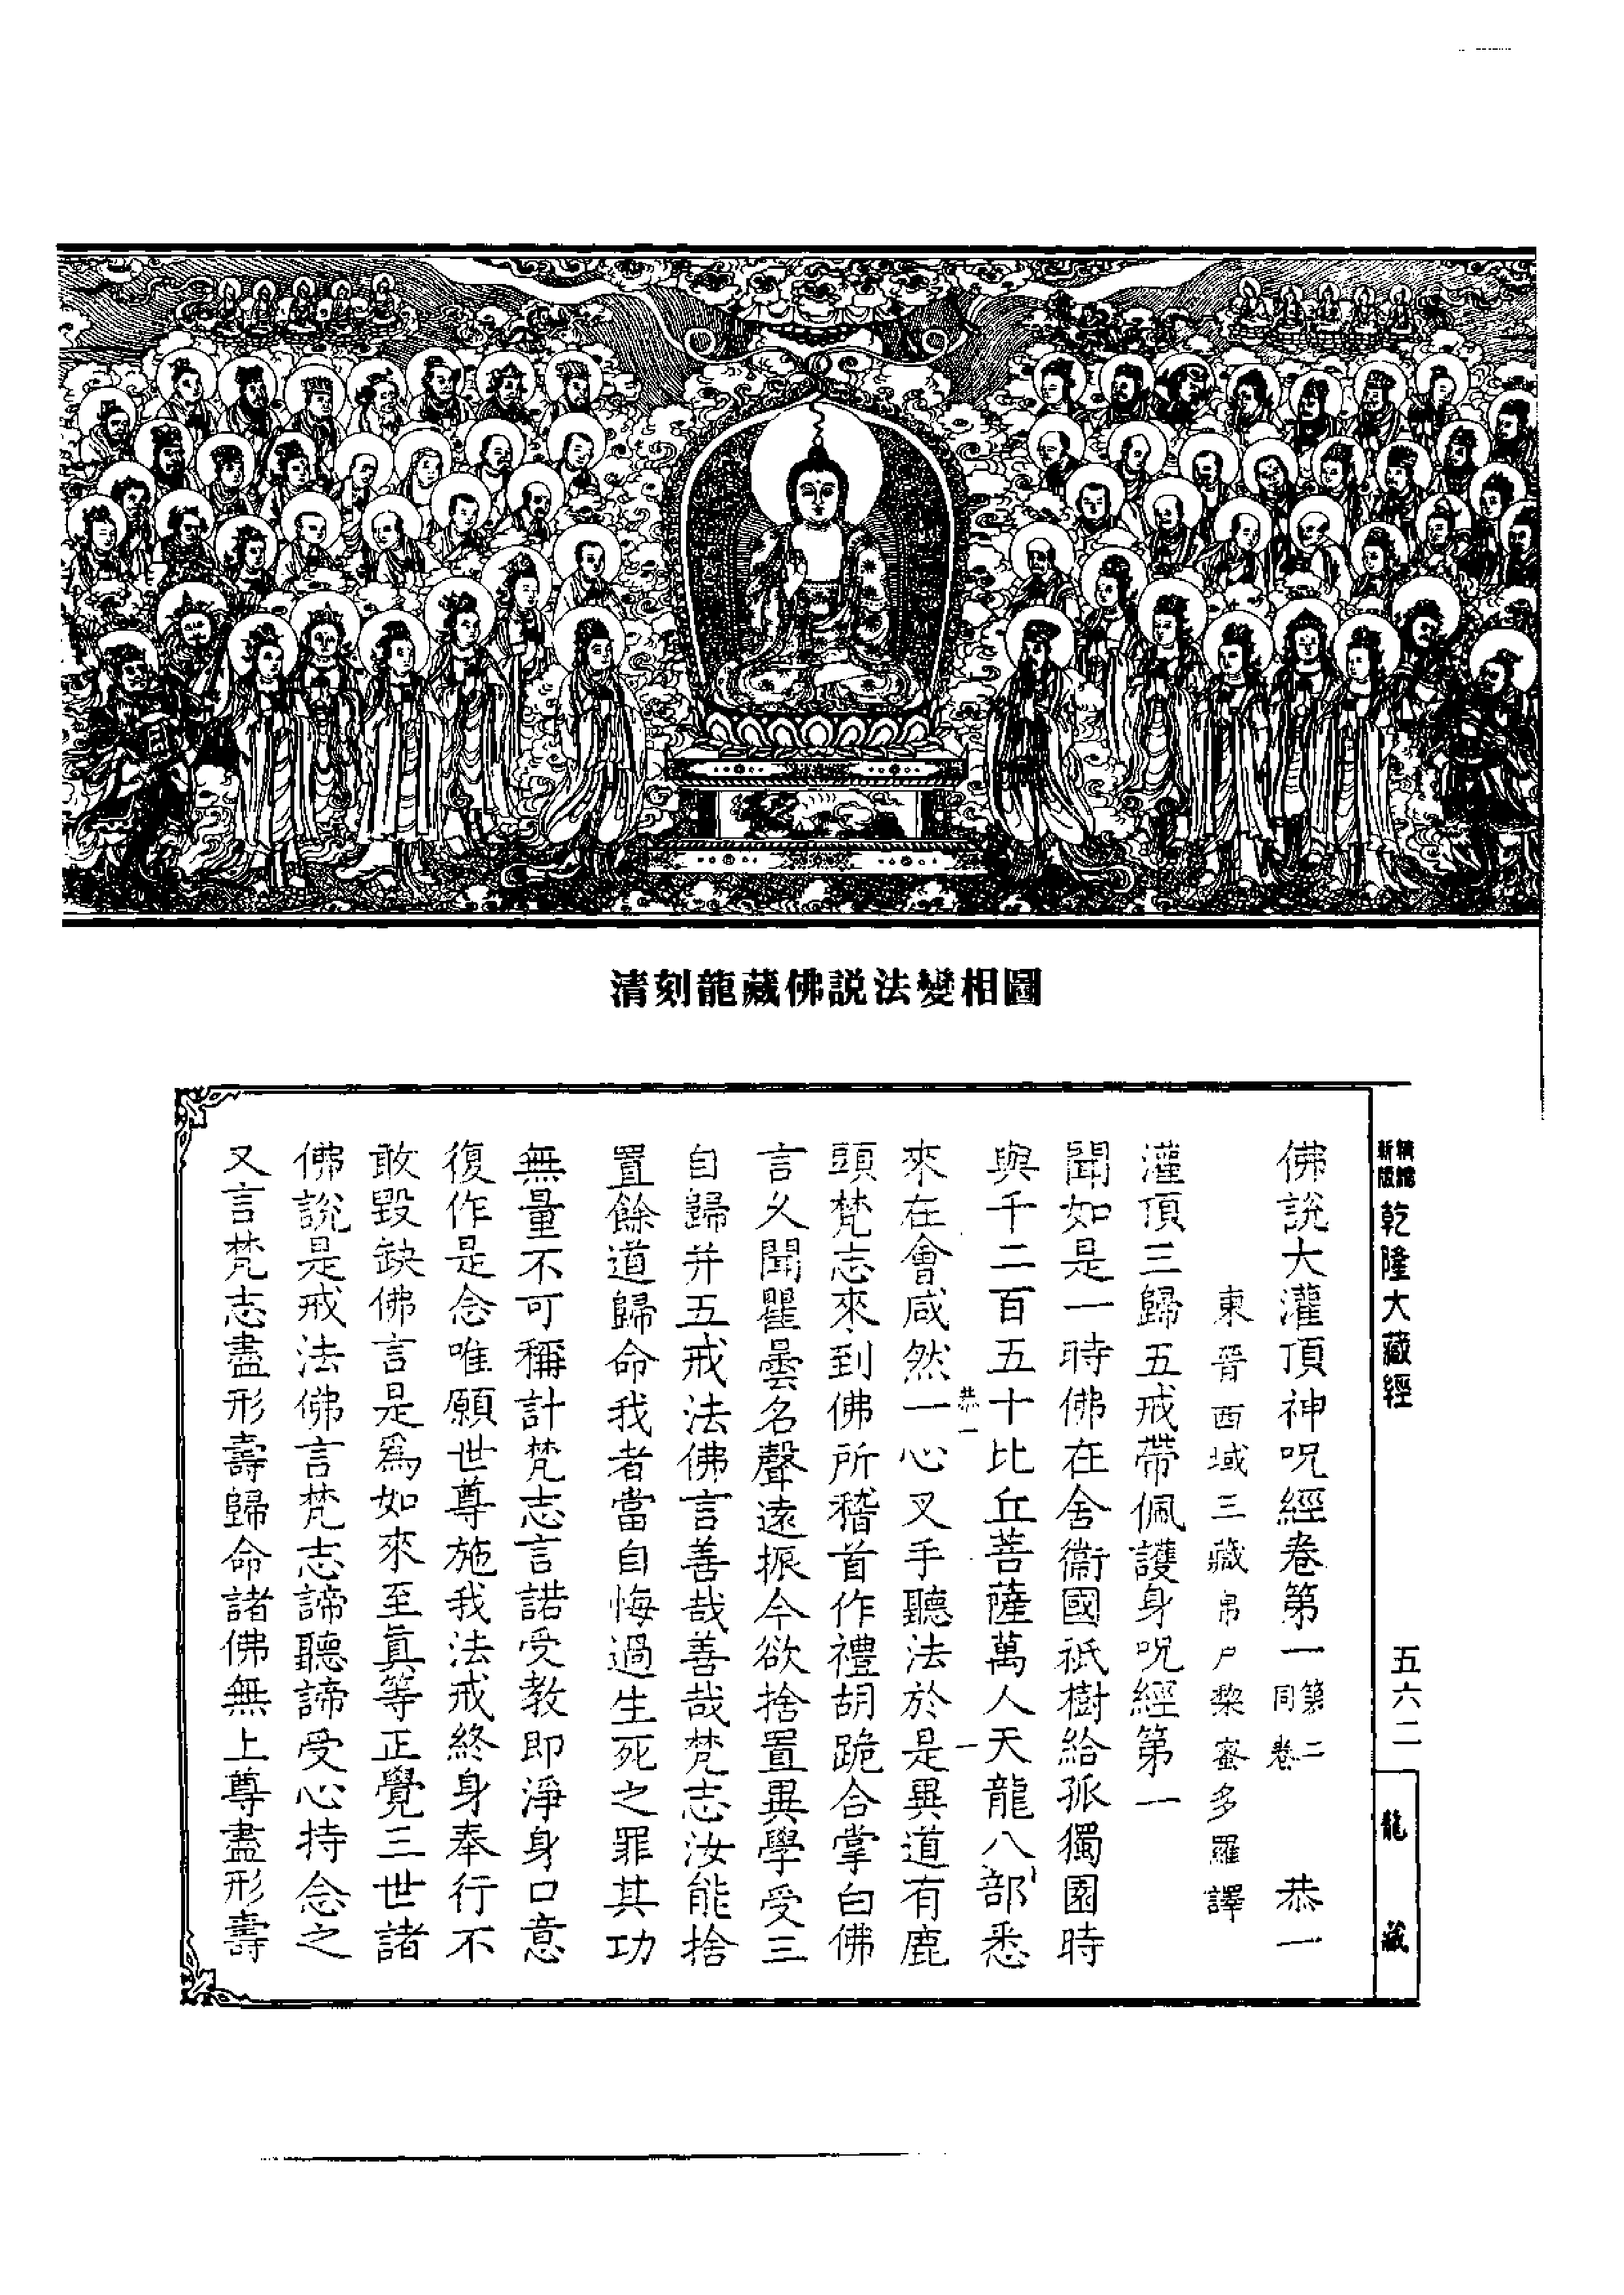 清刻龍藏佛説法變相圖
新版
乾隆大藏經
五六二
龍藏
佛說大灌頂神呪經卷第一 第二同卷 恭一
東晉西域三藏帛尸棃蜜多羅譯
灌頂三歸五戒帶佩護身呪經第一
聞如是一時佛在舍衞國祇樹給孤獨園時
與千二百五十比丘菩薩萬人天龍八部悉
恭一 一
來在會咸然一心叉手聽法於是異道有鹿
頭梵志來到佛所稽首作禮胡跪合掌白佛
言久聞瞿曇名聲遠振今欲捨置異學受三
自歸并五戒法佛言善哉善哉梵志汝能捨
置餘道歸命我者當自悔過生死之罪其功
無量不可稱計梵志言諾受教即淨身口意
復作是念唯願世尊施我法戒終身奉行不
敢毀缺佛言是爲如來至眞等正覺三世諸
佛說是戒法佛言梵志諦聽諦受心持念之
又言梵志盡形壽歸命諸佛無上尊盡形壽